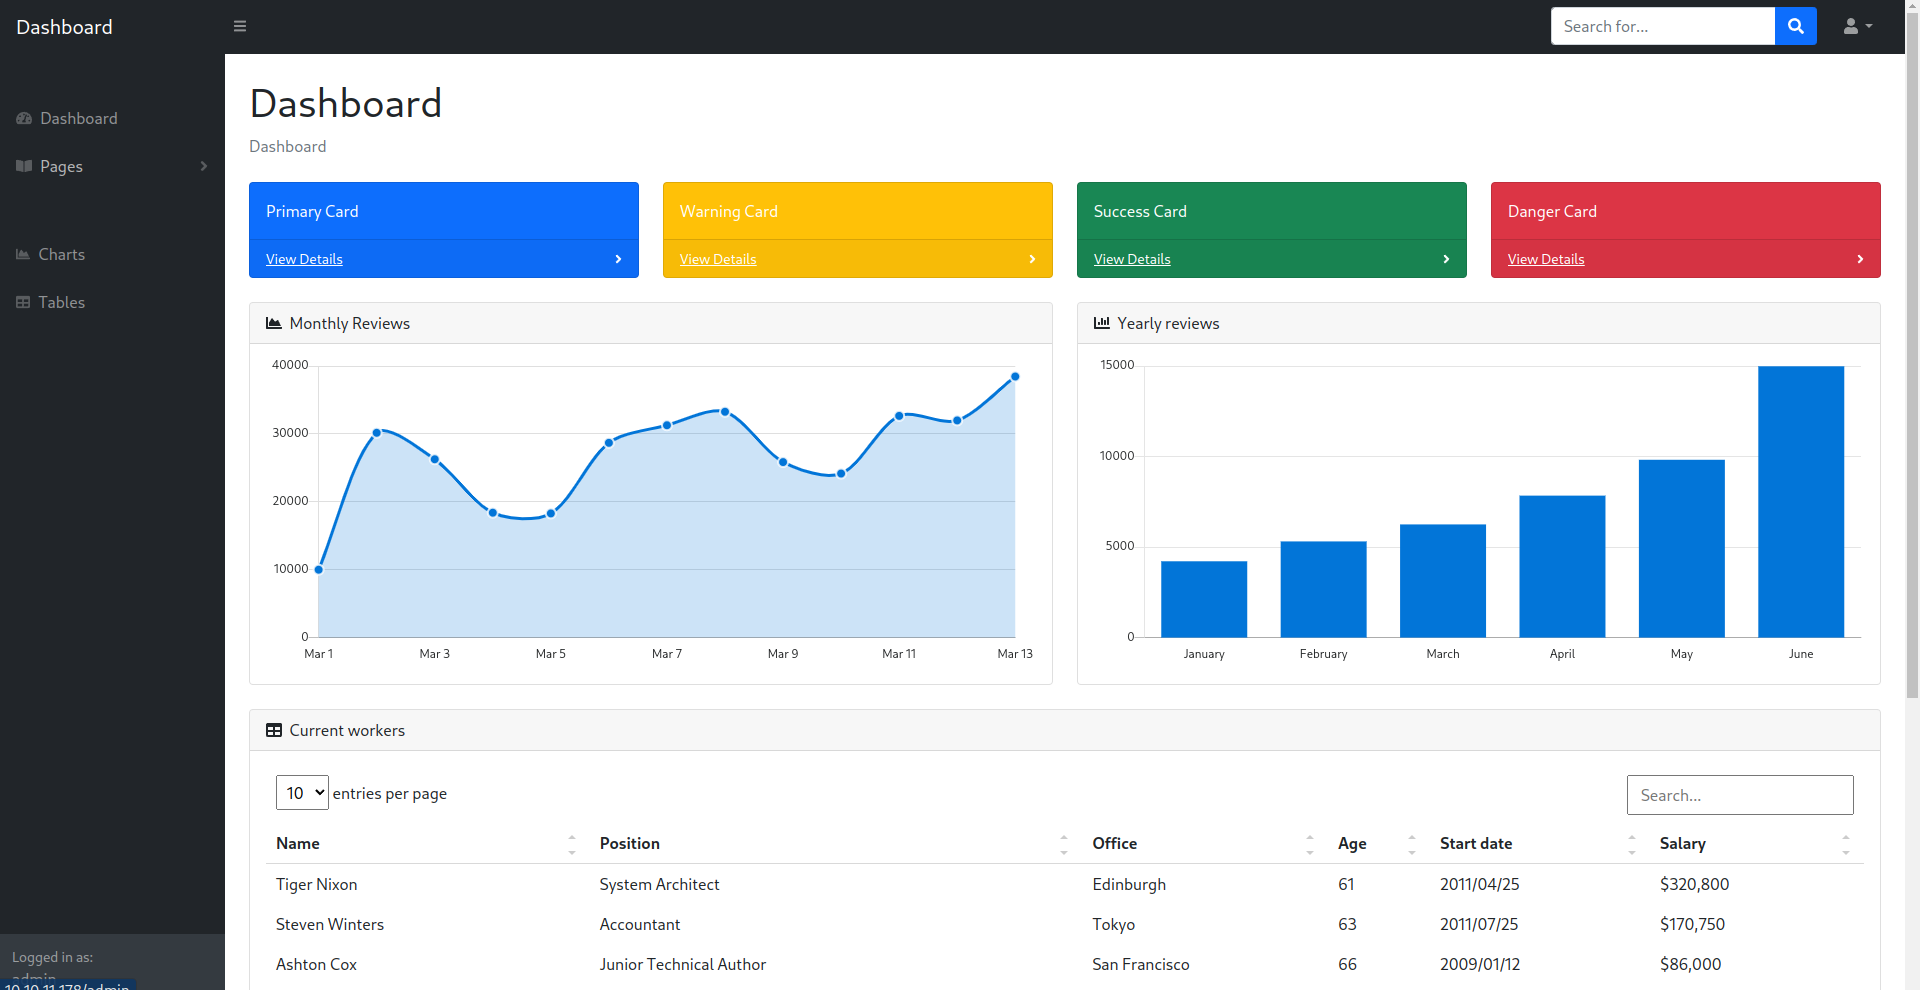 Dashboard
Search for...
Dashboard
Pages
Charts
Tables
Logged in as:
admin
10.10.11.178/admin
Dashboard
Dashboard
Primary Card
View Details
Warning Card
View Details
Success Card
View Details
Danger Card
View Details
Monthly Reviews
40000
30000
20000
10000
0
Mar 1 Mar 3 Mar 5 Mar 7 Mar 9 Mar 11 Mar 13
Yearly reviews
15000
10000
5000
0
January February March April May June
Current workers
10 entries per page
Search...
Name Position Office Age Start date Salary
Tiger Nixon System Architect Edinburgh 61 2011/04/25 $320,800
Steven Winters Accountant Tokyo 63 2011/07/25 $170,750
Ashton Cox Junior Technical Author San Francisco 66 2009/01/12 $86,000